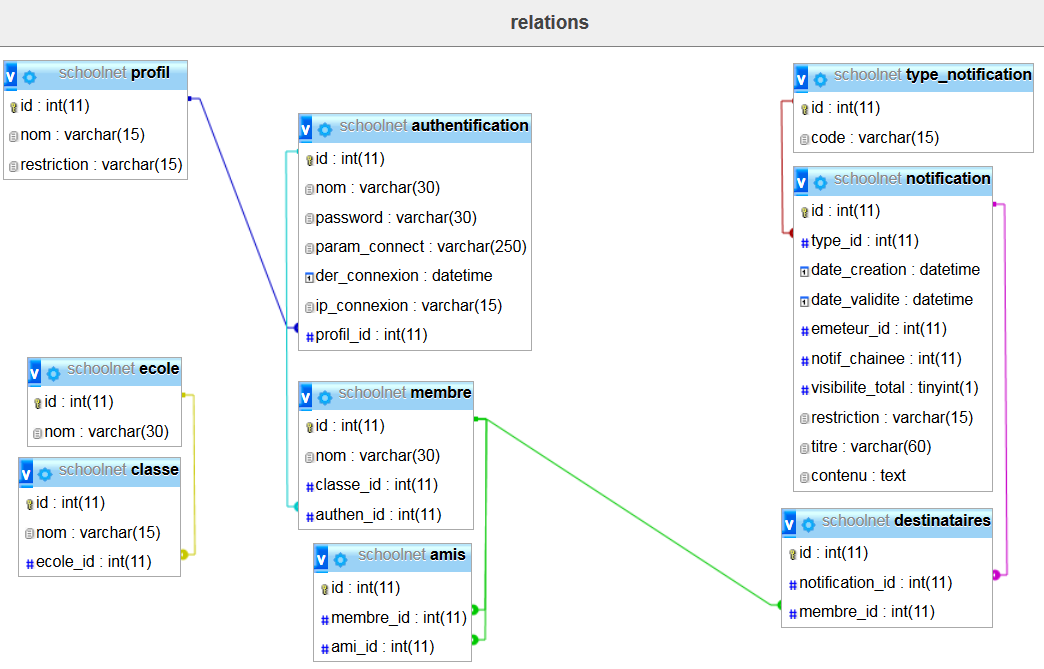 relations
schoolnet profil
id : int(11)
nom : varchar(15)
restriction : varchar(15)
schoolnet authentification
id : int(11)
nom : varchar(30)
password : varchar(30)
param_connect : varchar(250)
der_connexion : datetime
ip_connexion : varchar(15)
profil_id : int(11)
schoolnet ecole
id : int(11)
nom : varchar(30)
schoolnet classe
id : int(11)
nom : varchar(15)
ecole_id : int(11)
schoolnet membre
id : int(11)
nom : varchar(30)
classe_id : int(11)
authen_id : int(11)
schoolnet amis
id : int(11)
membre_id : int(11)
ami_id : int(11)
schoolnet type_notification
id : int(11)
code : varchar(15)
schoolnet notification
id : int(11)
type_id : int(11)
date_creation : datetime
date_validite : datetime
emeteur_id : int(11)
notif_chainee : int(11)
visibilite_total : tinyint(1)
restriction : varchar(15)
titre : varchar(60)
contenu : text
schoolnet destinataires
id : int(11)
notification_id : int(11)
membre_id : int(11)